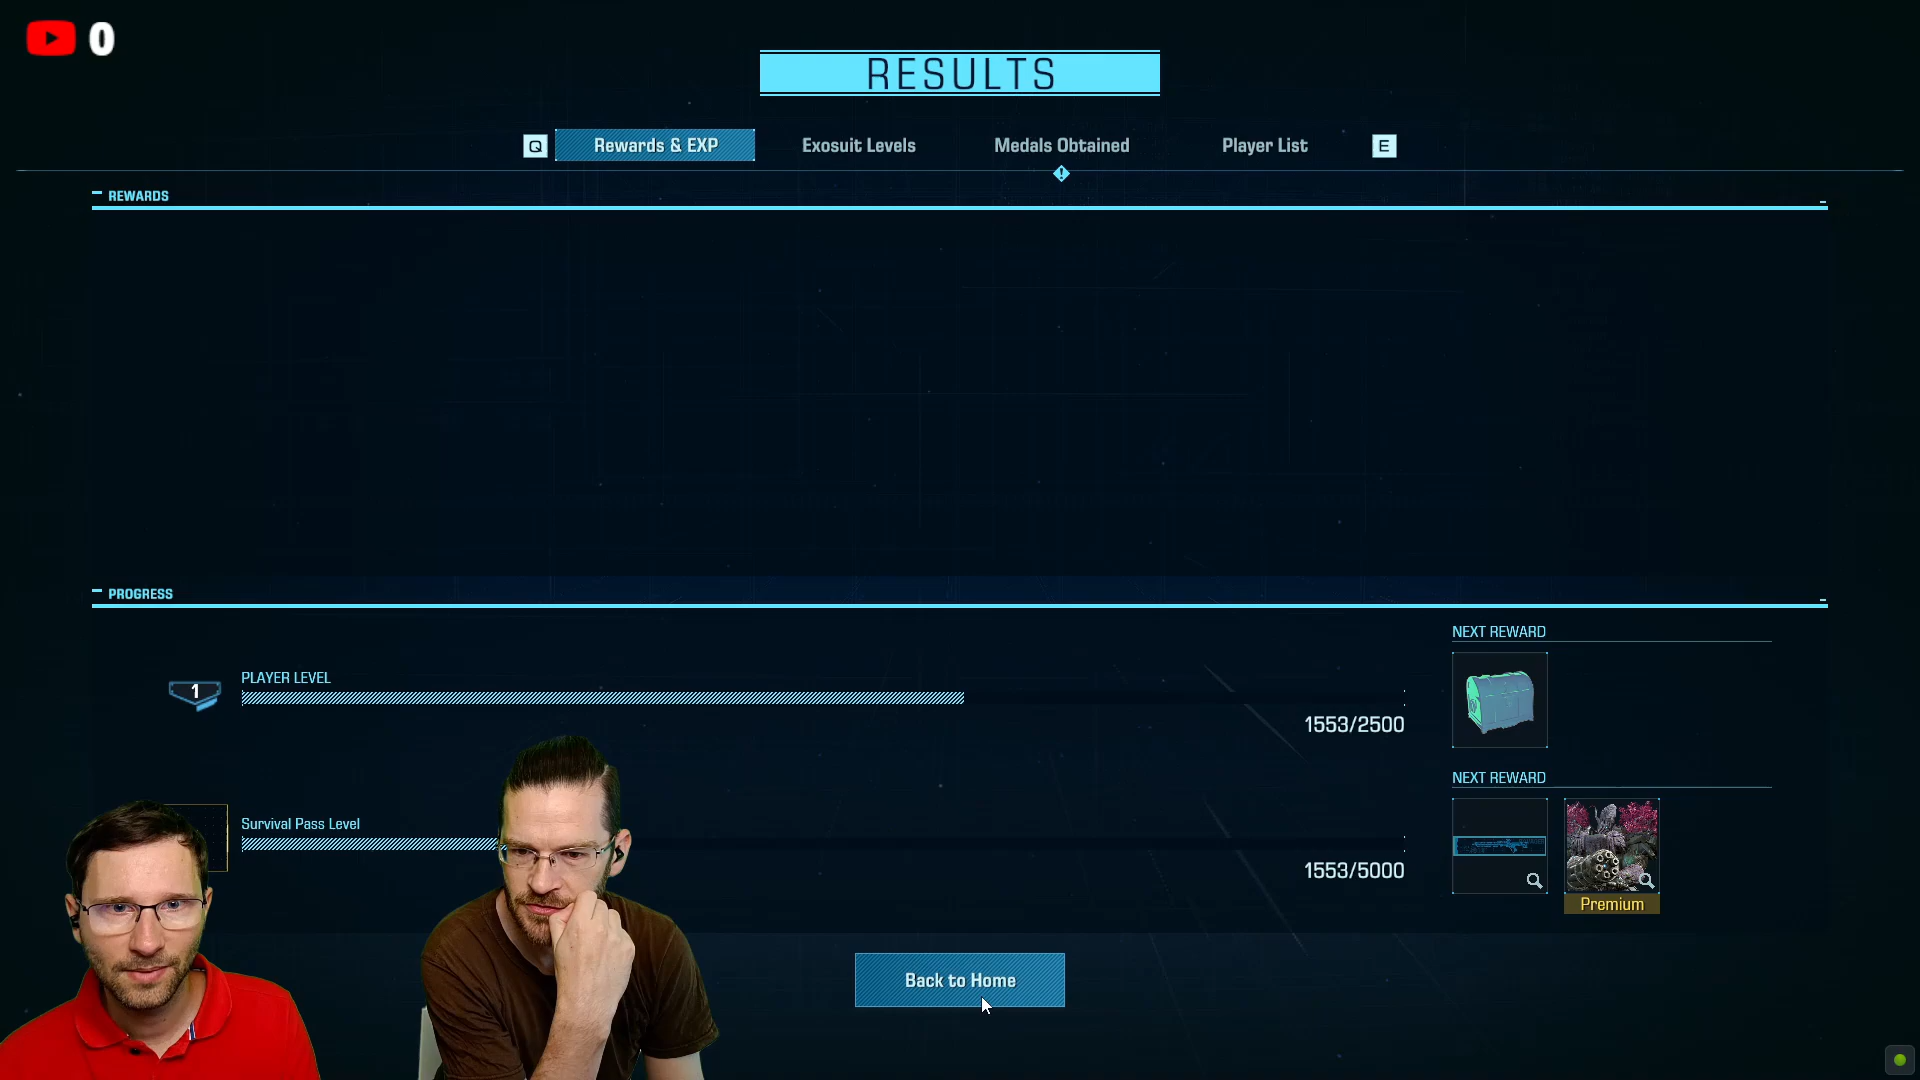 0
RESULTS
Q Rewards & EXP Exosuit Levels Medals Obtained Player List E
!
REWARDS
PROGRESS
NEXT REWARD
1
PLAYER LEVEL
1553/2500
NEXT REWARD
Survival Pass Level
1553/5000
Premium
Back to Home